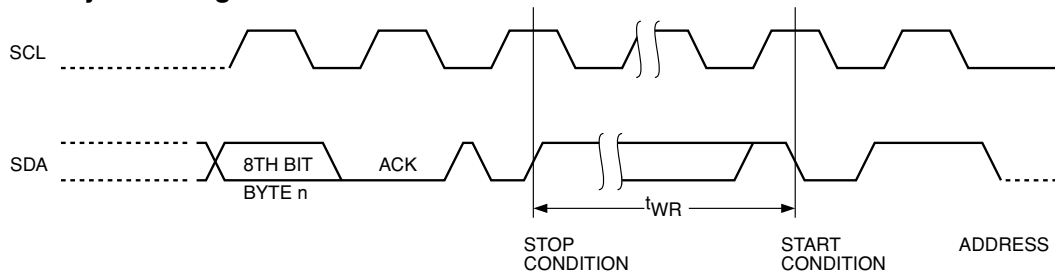 SCL
SDA
8TH BIT
ACK
BYTE n
tWR
STOP
CONDITION
START
CONDITION
ADDRESS